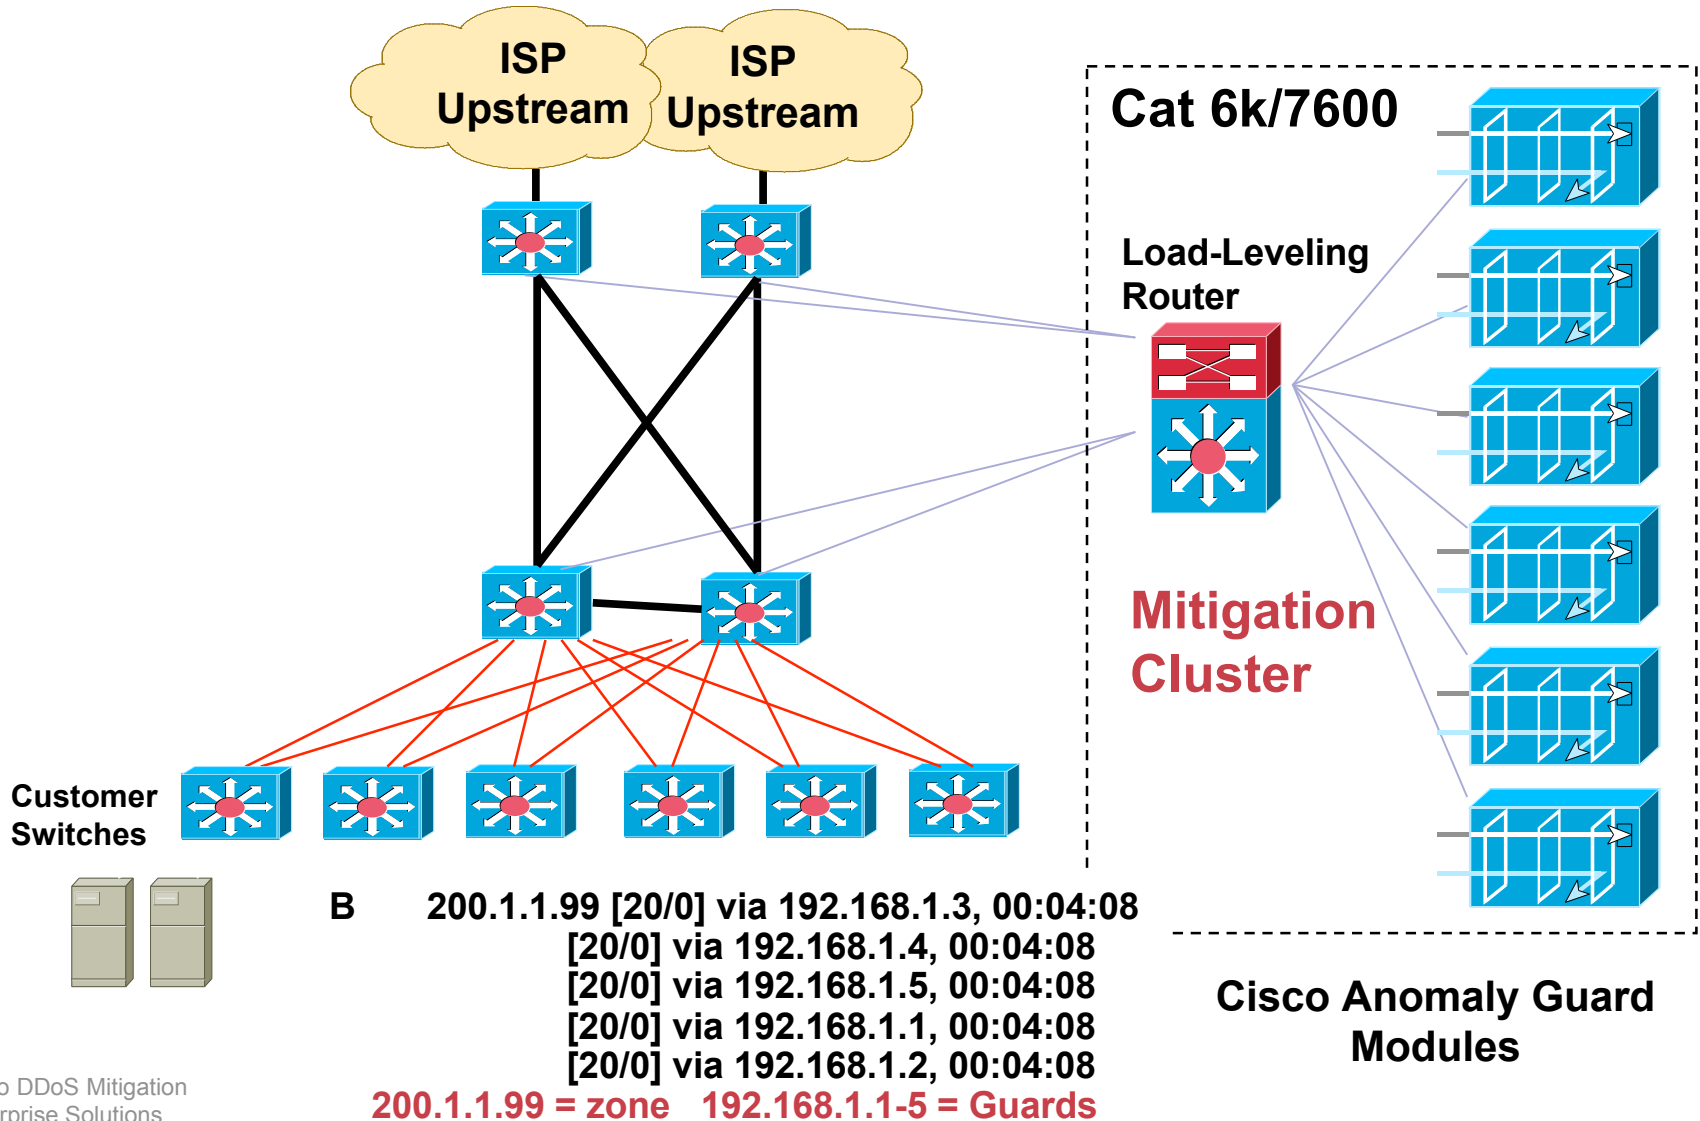 ISP
Upstream
ISP
Upstream
Cat 6k/7600
Load-Leveling
Router
Mitigation
Cluster
Customer
Switches
B 200.1.1.99 [20/0] via 192.168.1.3, 00:04:08
[20/0] via 192.168.1.4, 00:04:08
[20/0] via 192.168.1.5, 00:04:08
[20/0] via 192.168.1.1, 00:04:08
[20/0] via 192.168.1.2, 00:04:08
200.1.1.99 = zone 192.168.1.1-5 = Guards
Cisco Anomaly Guard
Modules
o DDoS Mitigation
rprise Solutions